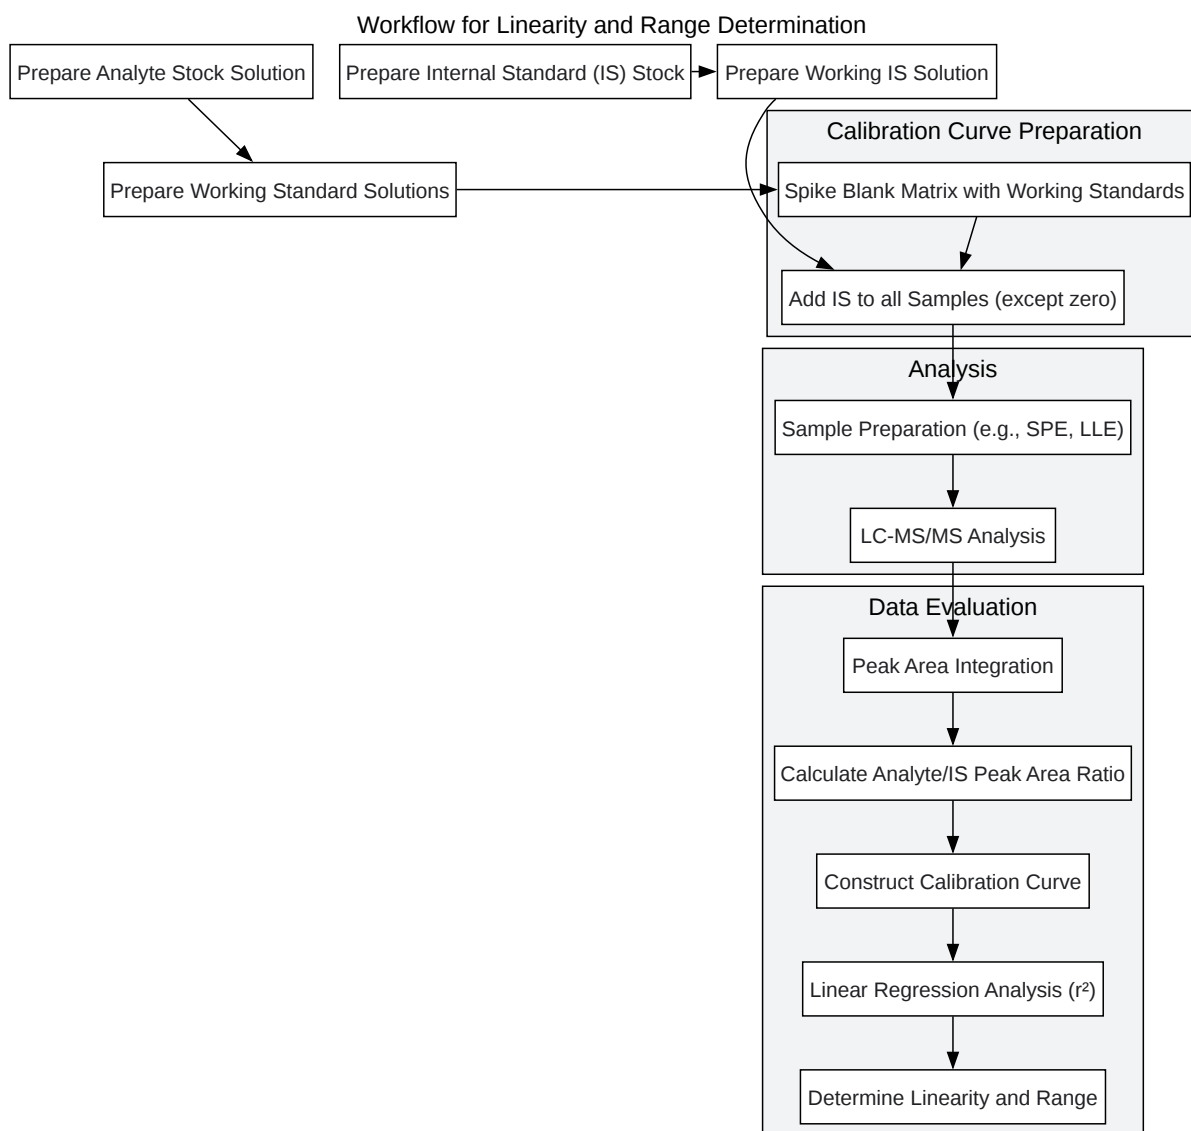 Workflow for Linearity and Range Determination
Prepare Analyte Stock Solution
Prepare Internal Standard (IS) Stock
Prepare Working IS Solution
Calibration Curve Preparation
Prepare Working Standard Solutions
Spike Blank Matrix with Working Standards
Add IS to all Samples (except zero)
Analysis
Sample Preparation (e.g., SPE, LLE)
LC-MS/MS Analysis
Data Evaluation
Peak Area Integration
Calculate Analyte/IS Peak Area Ratio
Construct Calibration Curve
Linear Regression Analysis (r²)
Determine Linearity and Range